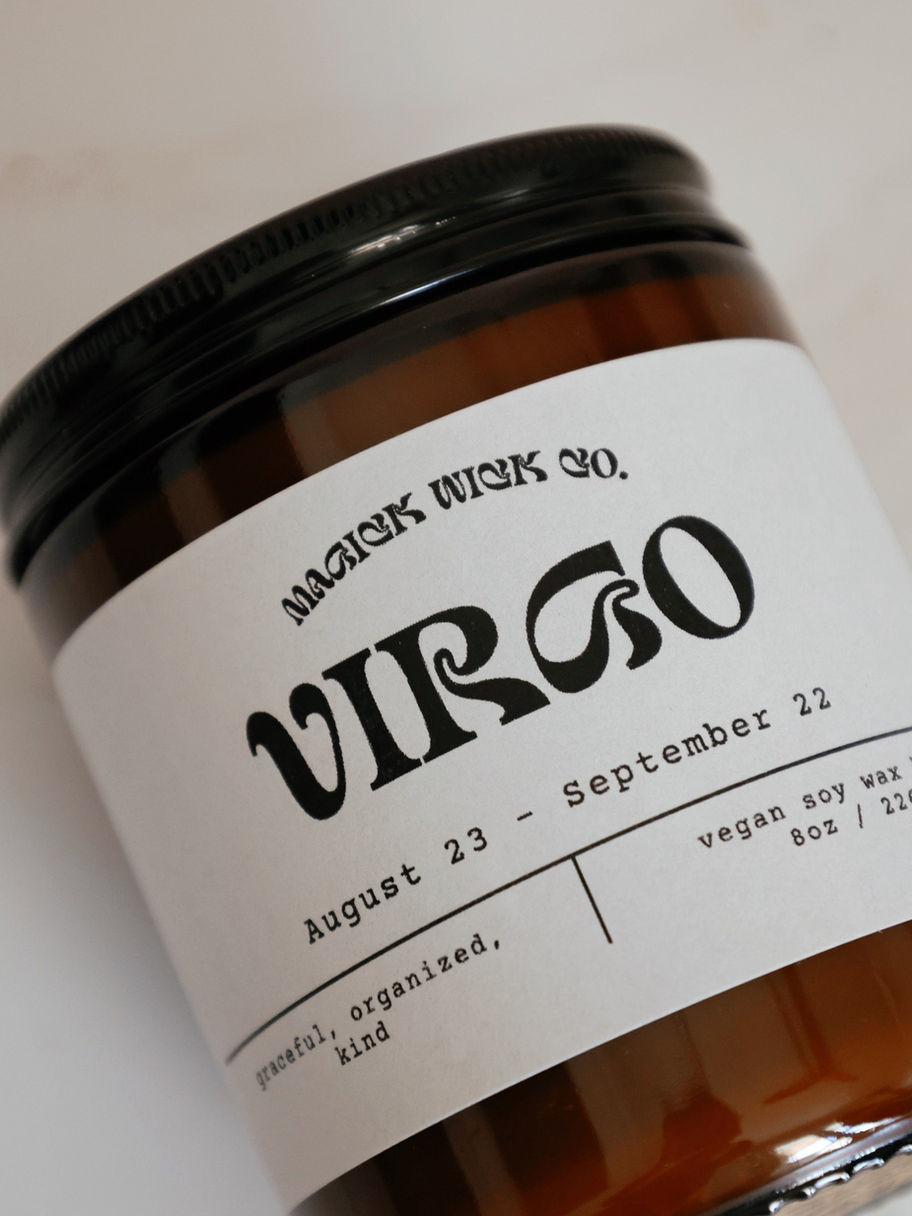 MAGICK WICK CO.
VIRGO
August 23 - September 22
graceful, organized,
kind
vegan soy wax
8oz /